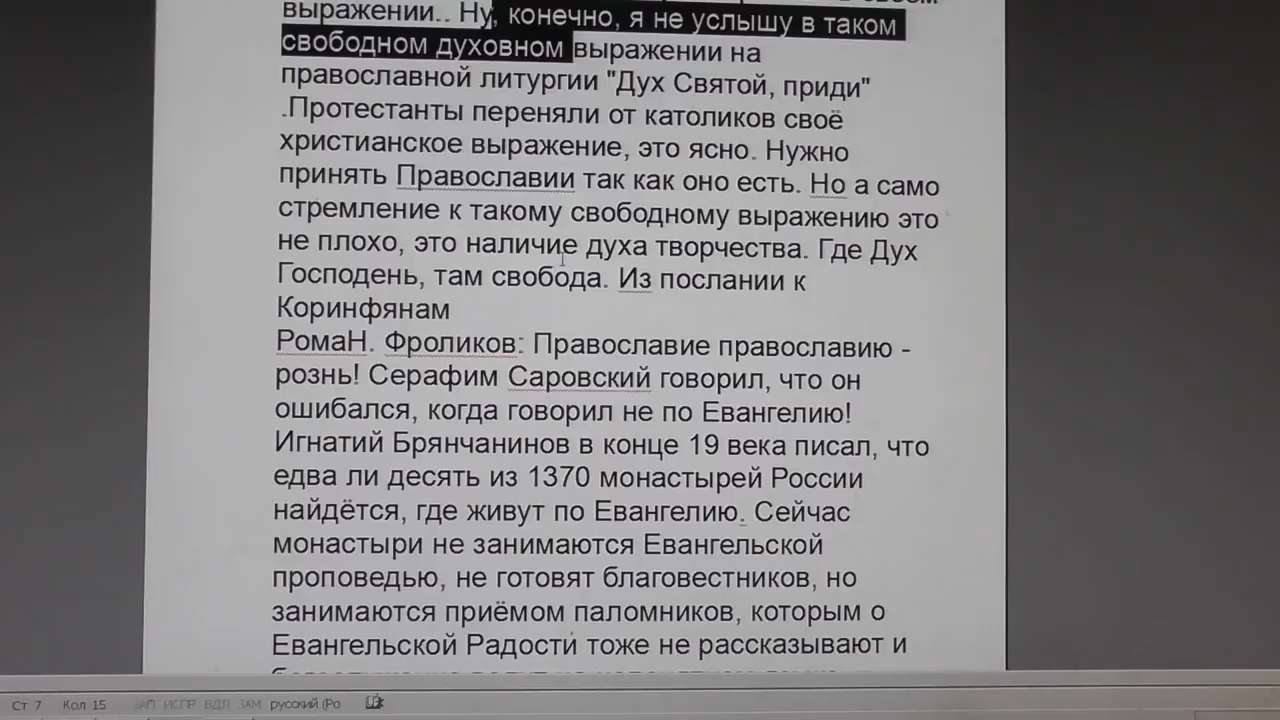 выражении.. Ну, конечно, я не услышу в таком
свободном духовном выражении на
православной литургии "Дух Святой, приди"
.Протестанты переняли от католиков своё
христианское выражение, это ясно. Нужно
принять Православии так как оно есть. Но а само
стремление к такому свободному выражению это
не плохо, это наличие духа творчества. Где Дух
Господень, там свобода. Из послании к
Коринфянам
РомаН. Фроликов: Православие православию -
рознь! Серафим Саровский говорил, что он
ошибался, когда говорил не по Евангелию!
Игнатий Брянчанинов в конце 19 века писал, что
едва ли десять из 1370 монастырей России
найдётся, где живут по Евангелию. Сейчас
монастыри не занимаются Евангельской
проповедью, не готовят благовестников, но
занимаются приёмом паломников, которым о
Евангельской Радости тоже не рассказывают и
Ст 7 Кол 15 ЗАП ИСПР ВДЛ ЗАМ русский (Ро